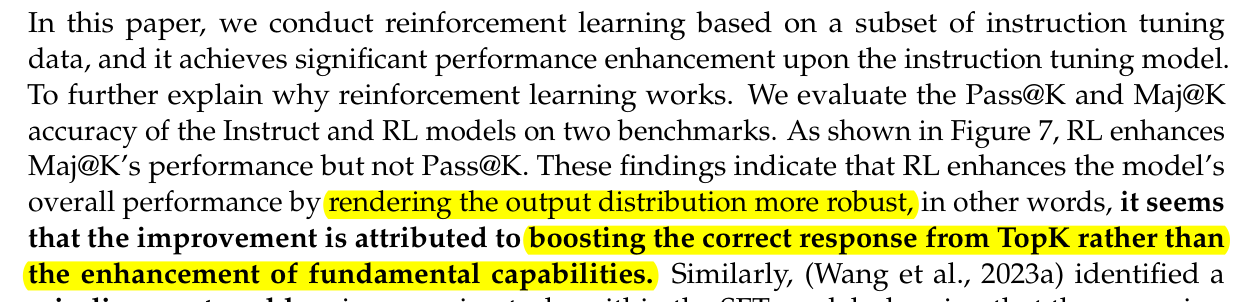 In this paper, we conduct reinforcement learning based on a subset of instruction tuning
data, and it achieves significant performance enhancement upon the instruction tuning model.
To further explain why reinforcement learning works. We evaluate the Pass@K and Maj@K
accuracy of the Instruct and RL models on two benchmarks. As shown in Figure 7, RL enhances
Maj@K's performance but not Pass@K. These findings indicate that RL enhances the model's
overall performance by rendering the output distribution more robust, in other words, it seems
that the improvement is attributed to boosting the correct response from TopK rather than
the enhancement of fundamental capabilities. Similarly, (Wang et al., 2023a) identified a